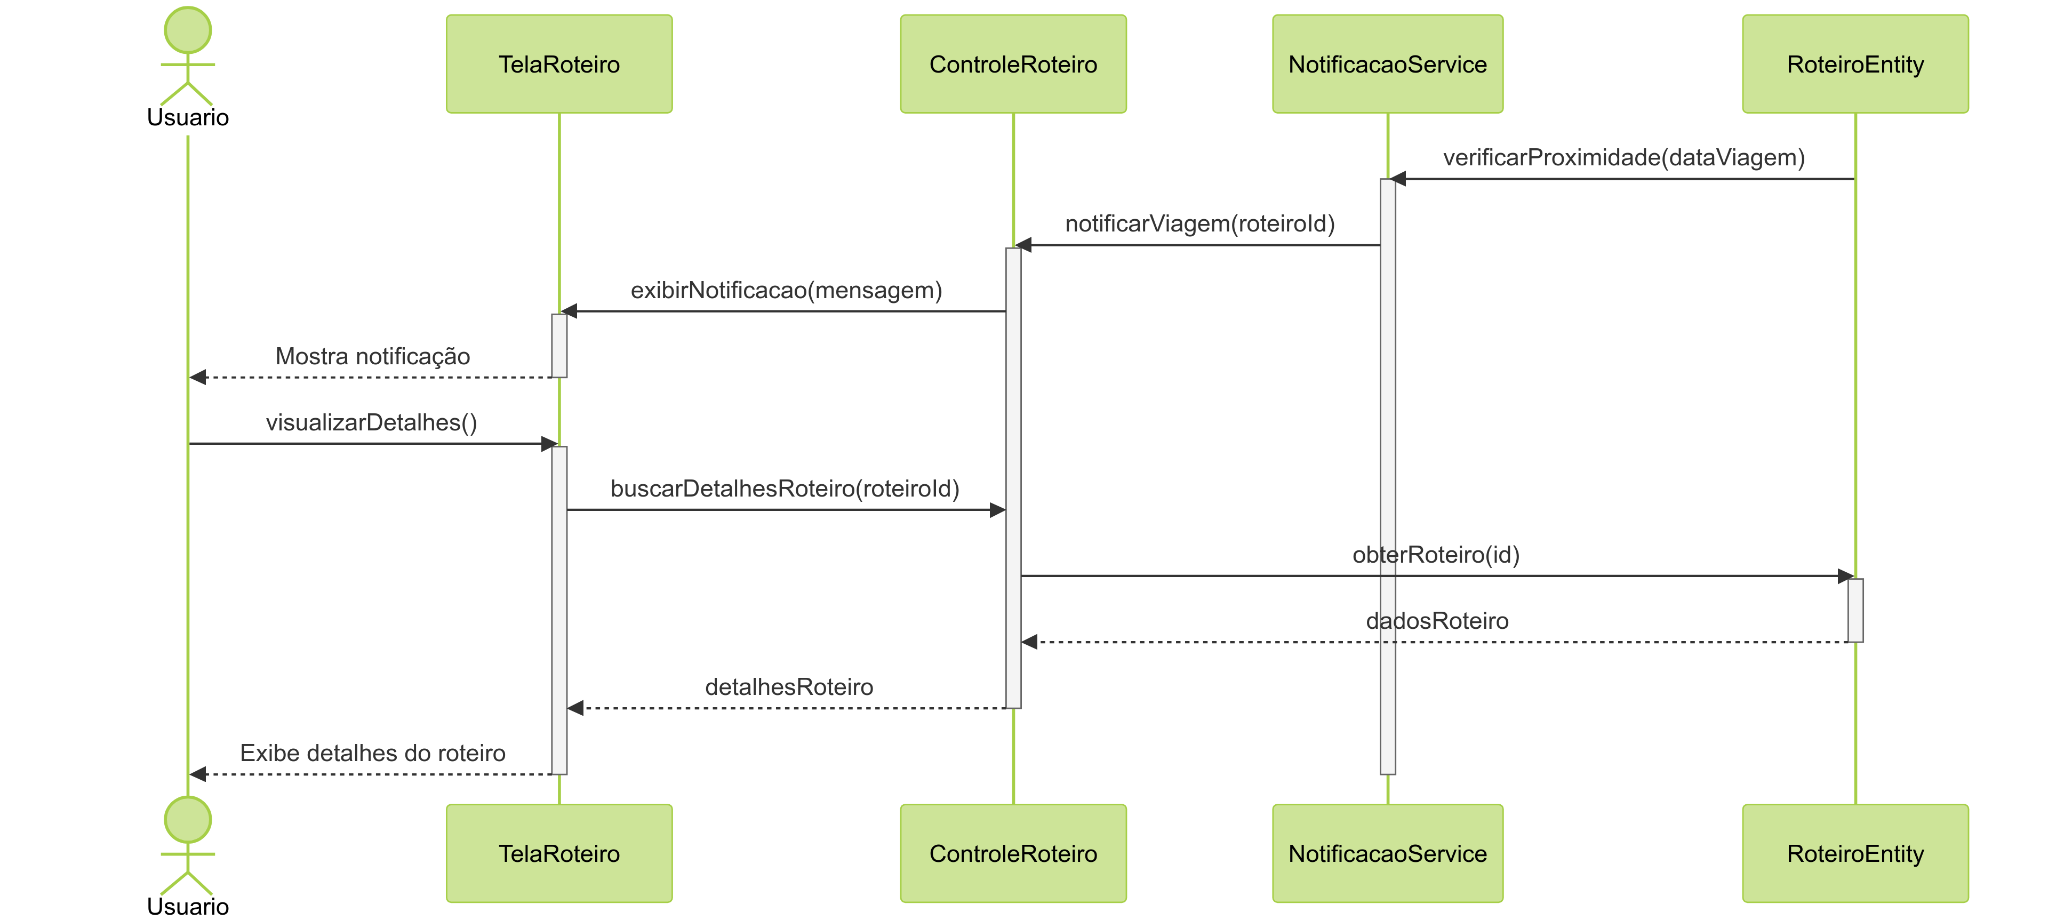 Usuario
TelaRoteiro
ControleRoteiro
NotificacaoService
RoteiroEntity
verificarProximidade(dataViagem)
notificarViagem(roteiroId)
exibirNotificacao(mensagem)
Mostra notificação
visualizarDetalhes()
buscarDetalhesRoteiro(roteiroId)
obterRoteiro(id)
dadosRoteiro
detalhesRoteiro
Exibe detalhes do roteiro
Usuario
TelaRoteiro
ControleRoteiro
NotificacaoService
RoteiroEntity